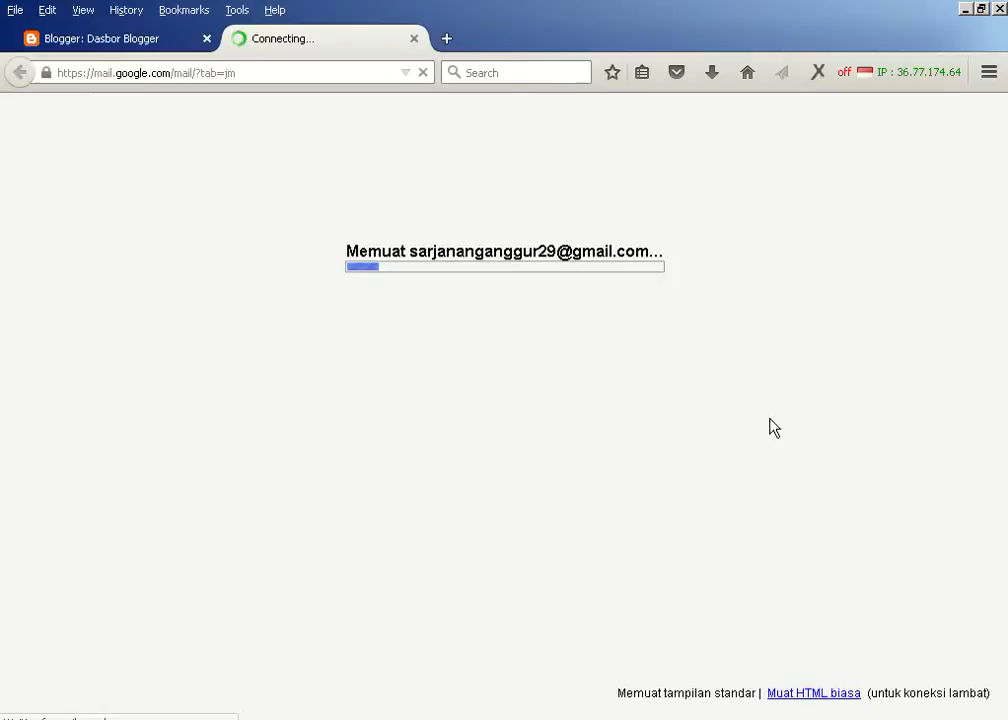 File Edit View History Bookmarks Tools Help
Blogger: Dasbor Blogger
Connecting...
https://mail.google.com/mail/?tab=jm
Search
off IP : 36.77.174.64
Memuat sarjananganggur29@gmail.com...
Memuat tampilan standar | Muat HTML biasa (untuk koneksi lambat)